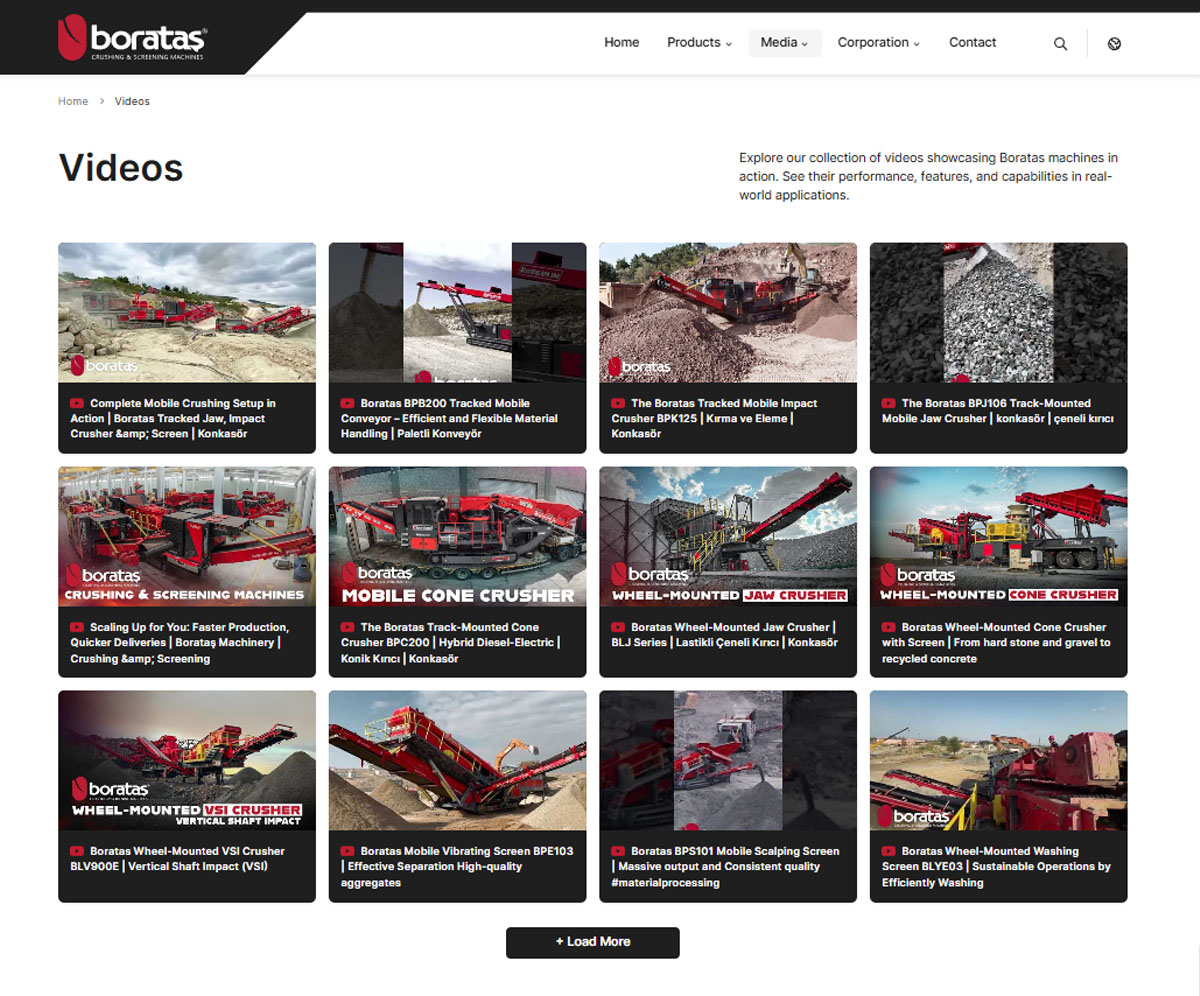 borataş®
CRUSHING & SCREENING MACHINES
Home
Products
Media
Corporation
Contact
Home > Videos
Videos
Explore our collection of videos showcasing Boratas machines in
action. See their performance, features, and capabilities in real-
world applications.
boratas
boratas
boratas
Complete Mobile Crushing Setup in
Action | Boratas Tracked Jaw, Impact
Crusher &amp; Screen | Konkasör
Boratas BPB200 Tracked Mobile
Conveyor – Efficient and Flexible Material
Handling | Paletli Konveyör
The Boratas Tracked Mobile Impact
Crusher BPK125 | Kırma ve Eleme |
Konkasör
The Boratas BPJ106 Track-Mounted
Mobile Jaw Crusher | konkasör | çeneli kırıcı
borataş
CRUSHING & SCREENING MACHINES
borataş
MOBILE CONE CRUSHER
borataş
WHEEL-MOUNTED JAW CRUSHER
borataş
WHEEL-MOUNTED CONE CRUSHER
Scaling Up for You: Faster Production,
Quicker Deliveries | Borataş Machinery |
Crushing &amp; Screening
The Boratas Track-Mounted Cone
Crusher BPC200 | Hybrid Diesel-Electric |
Konik Kırıcı | Konkasör
Boratas Wheel-Mounted Jaw Crusher |
BLJ Series | Lastikli Çeneli Kırıcı | Konkasör
Boratas Wheel-Mounted Cone Crusher
with Screen | From hard stone and gravel to
recycled concrete
borataş
WHEEL-MOUNTED VSI CRUSHER
VERTICAL SHAFT IMPACT
borataş
Boratas Wheel-Mounted VSI Crusher
BLV900E | Vertical Shaft Impact (VSI)
Boratas Mobile Vibrating Screen BPE103
| Effective Separation High-quality
aggregates
Boratas BPS101 Mobile Scalping Screen
| Massive output and Consistent quality
#materialprocessing
Boratas Wheel-Mounted Washing
Screen BLYE03 | Sustainable Operations by
Efficiently Washing
+ Load More